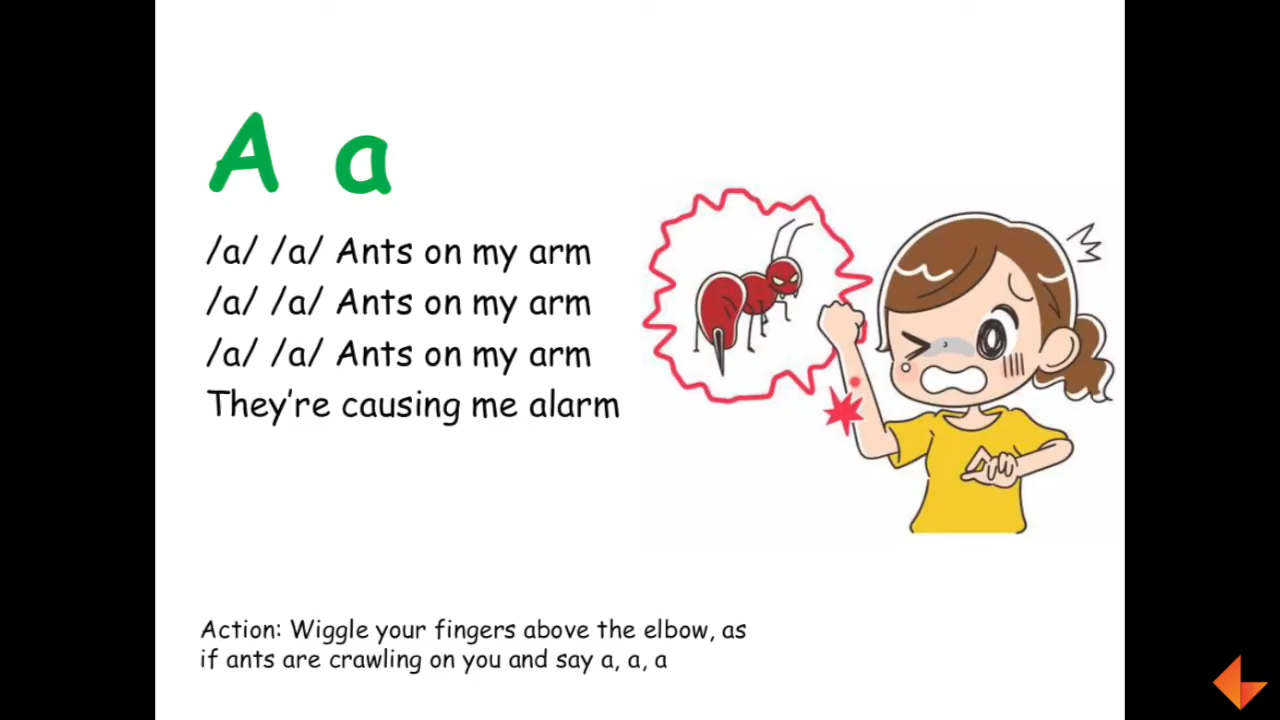 A a
/a/ /a/ Ants on my arm
/a/ /a/ Ants on my arm
/a/ /a/ Ants on my arm
They're causing me alarm
Action: Wiggle your fingers above the elbow, as
if ants are crawling on you and say a, a, a